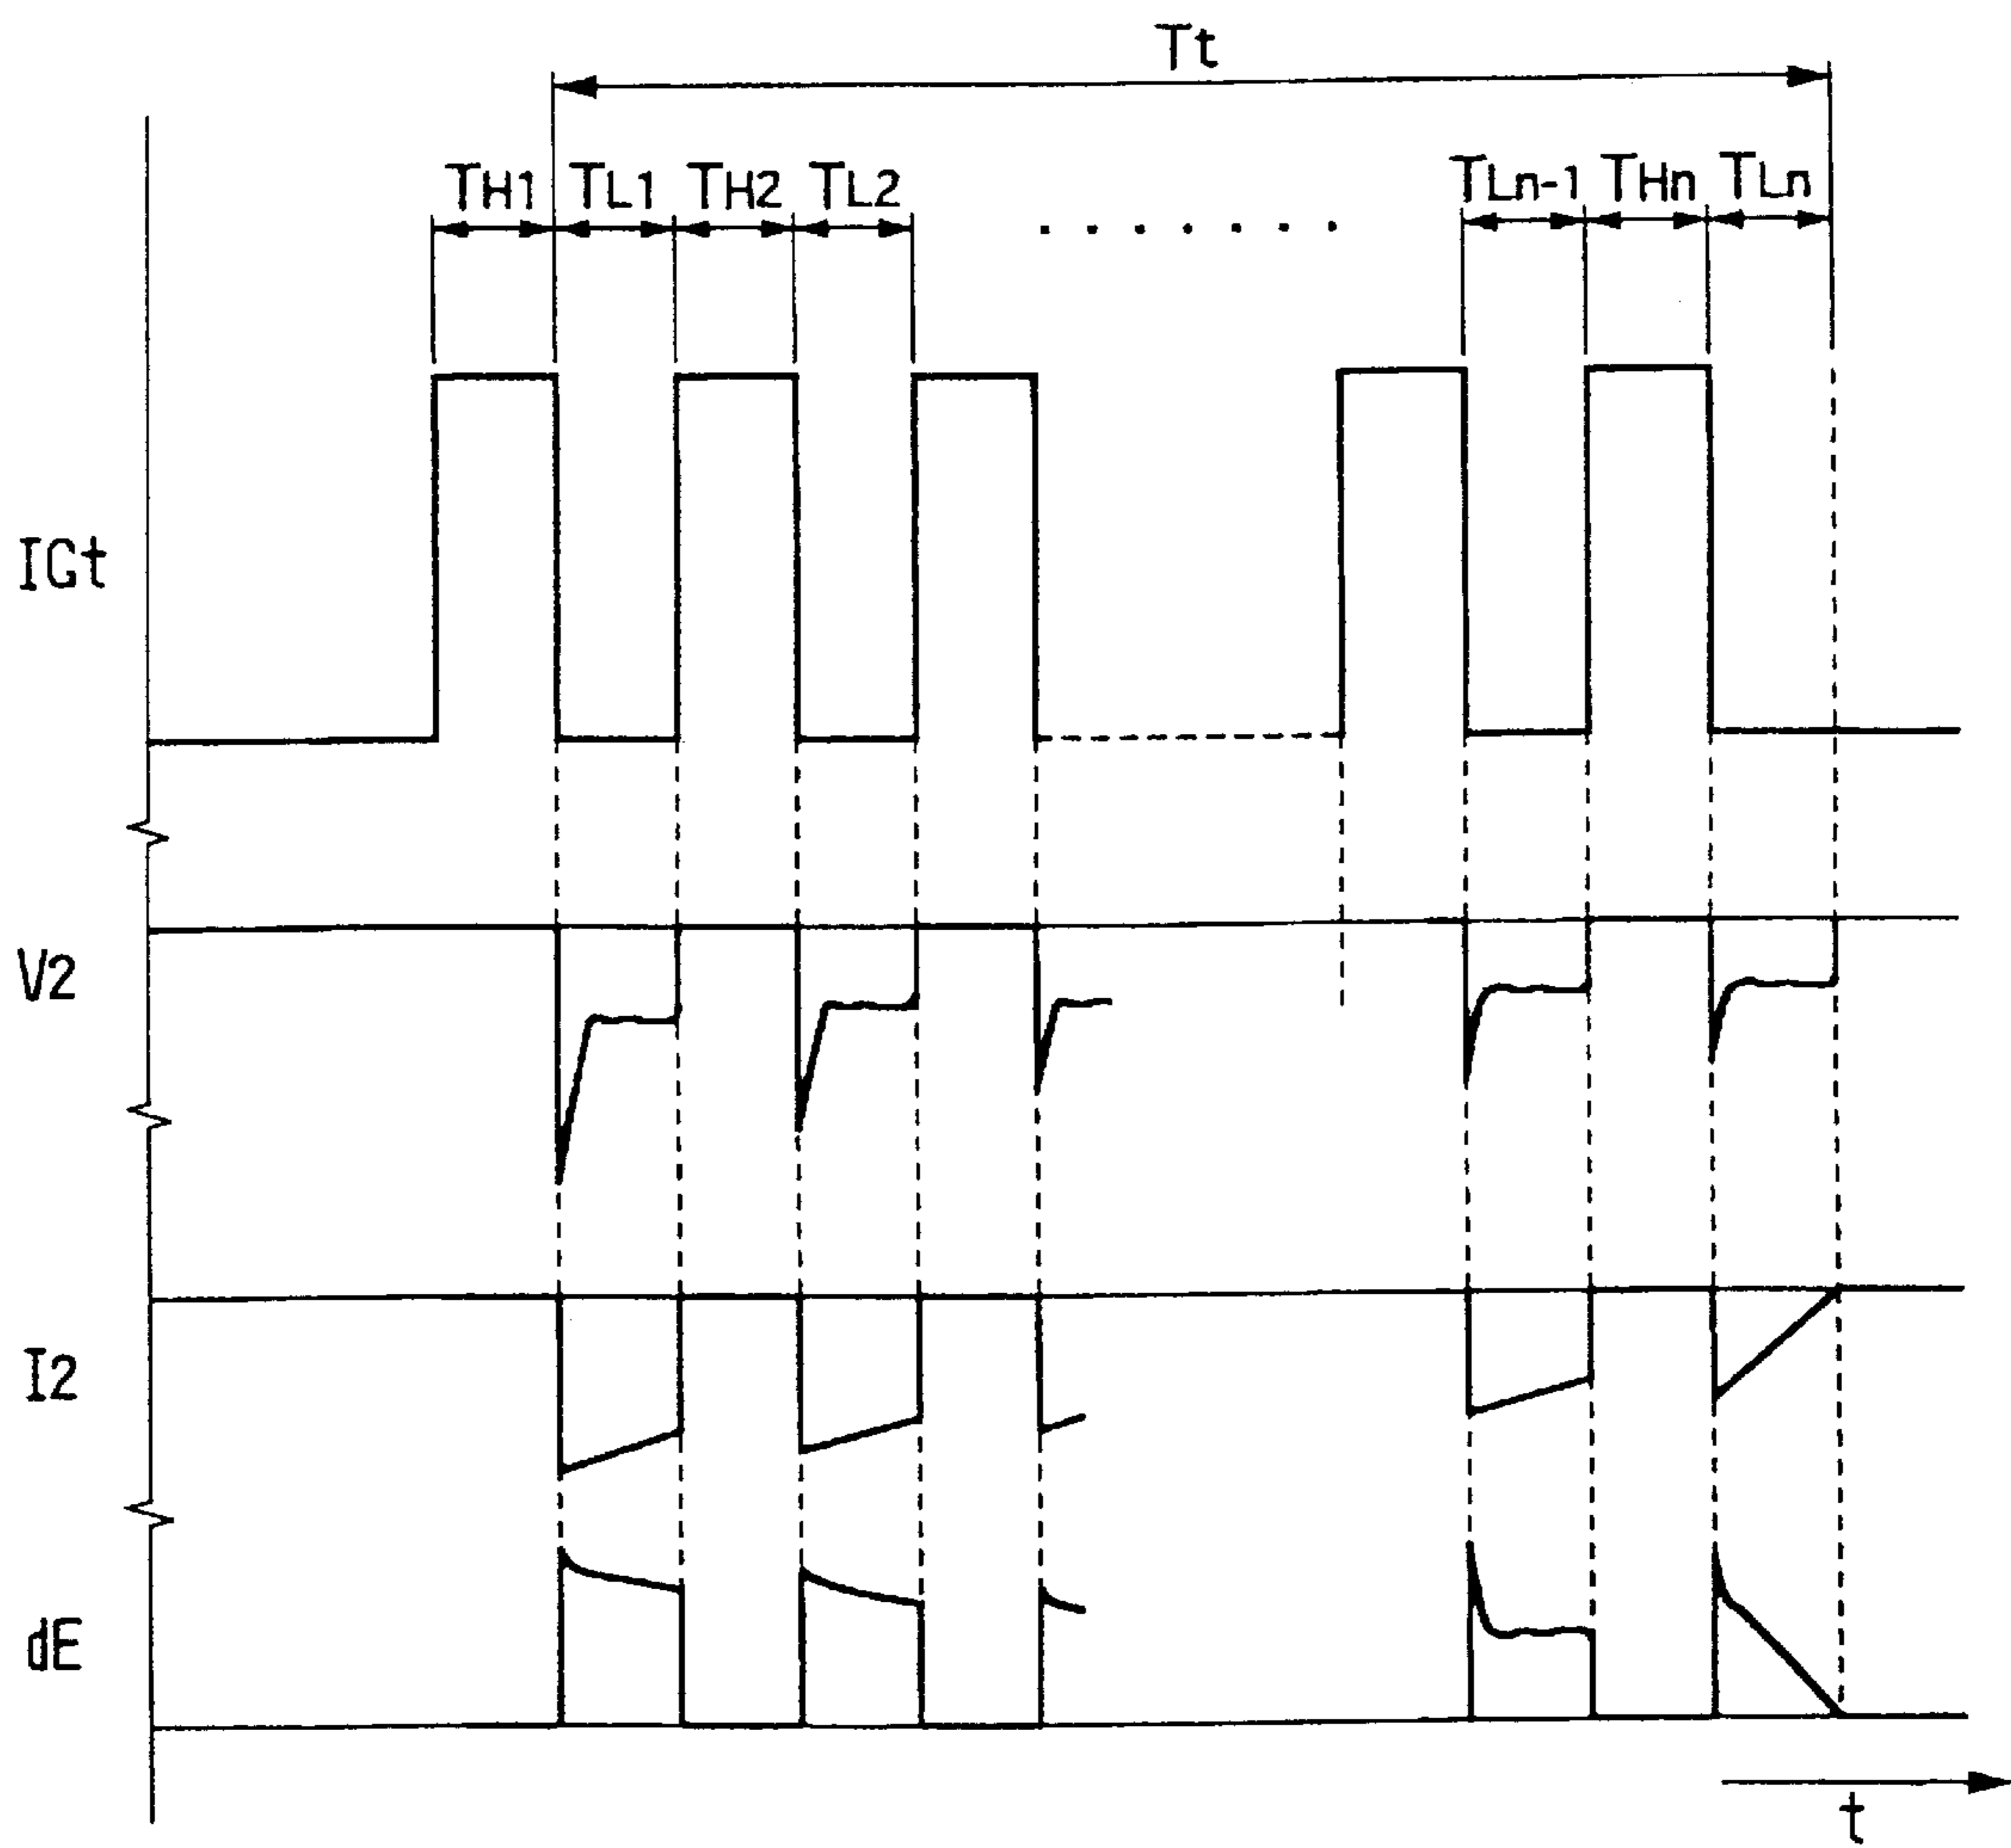 Tt
TH1 TL1 TH2 TL2 ....... TLn-1 THn TLn
IGt
V2
I2
dE
t